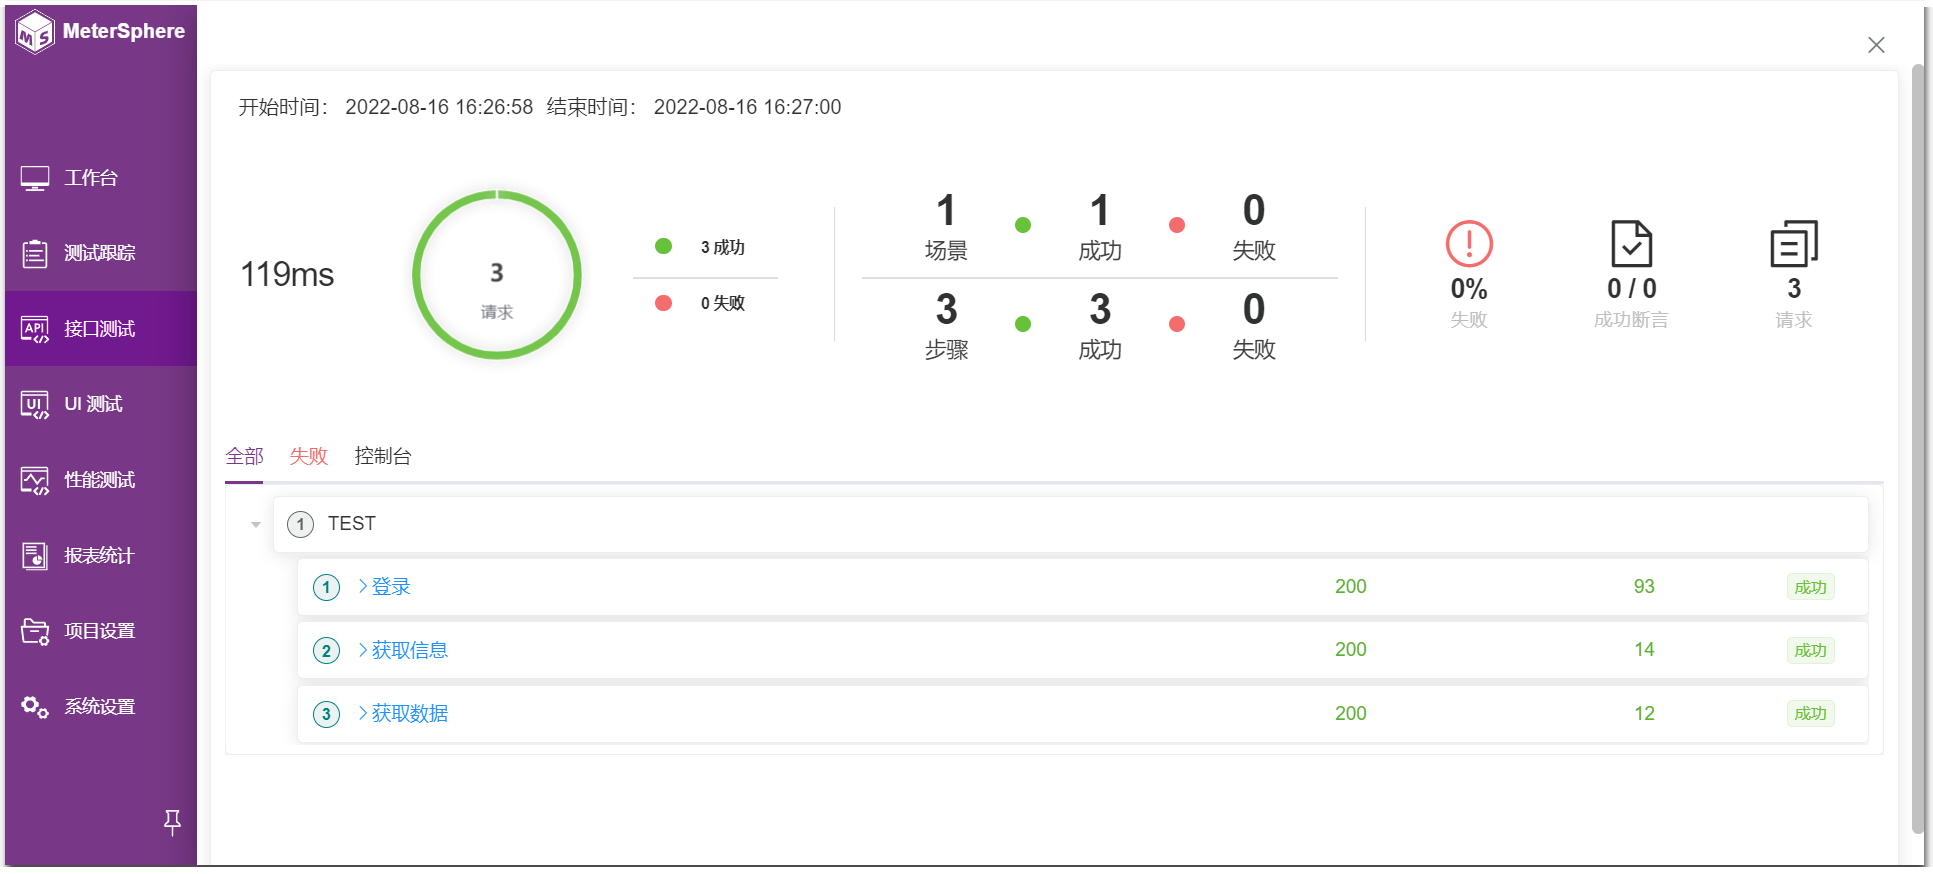 MeterSphere
工作台
测试跟踪
接口测试
UI 测试
性能测试
报表统计
项目设置
系统设置
开始时间： 2022-08-16 16:26:58 结束时间： 2022-08-16 16:27:00
119ms
3
请求
3 成功
0 失败
1
场景
1
成功
0
失败
3
步骤
3
成功
0
失败
0%
失败
0 / 0
成功断言
3
请求
全部 失败 控制台
1 TEST
1 登录 200 93 成功
2 获取信息 200 14 成功
3 获取数据 200 12 成功